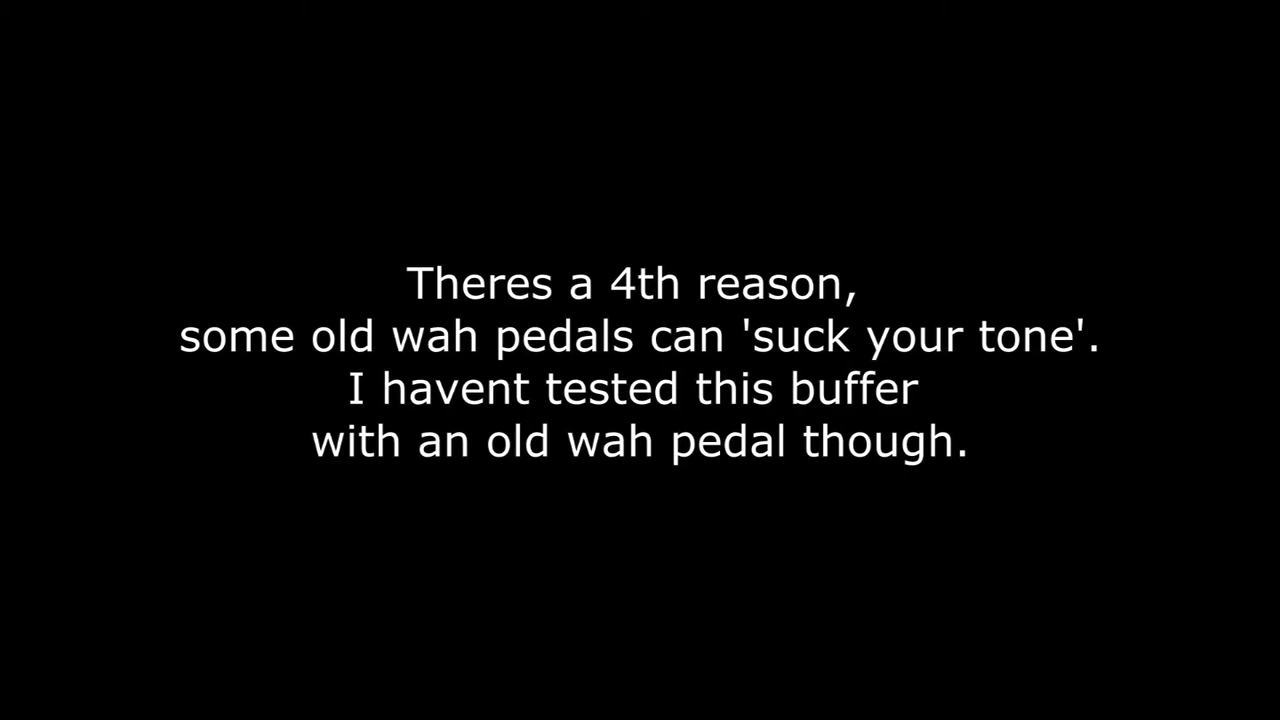 Theres a 4th reason,
some old wah pedals can 'suck your tone'.
I havent tested this buffer
with an old wah pedal though.